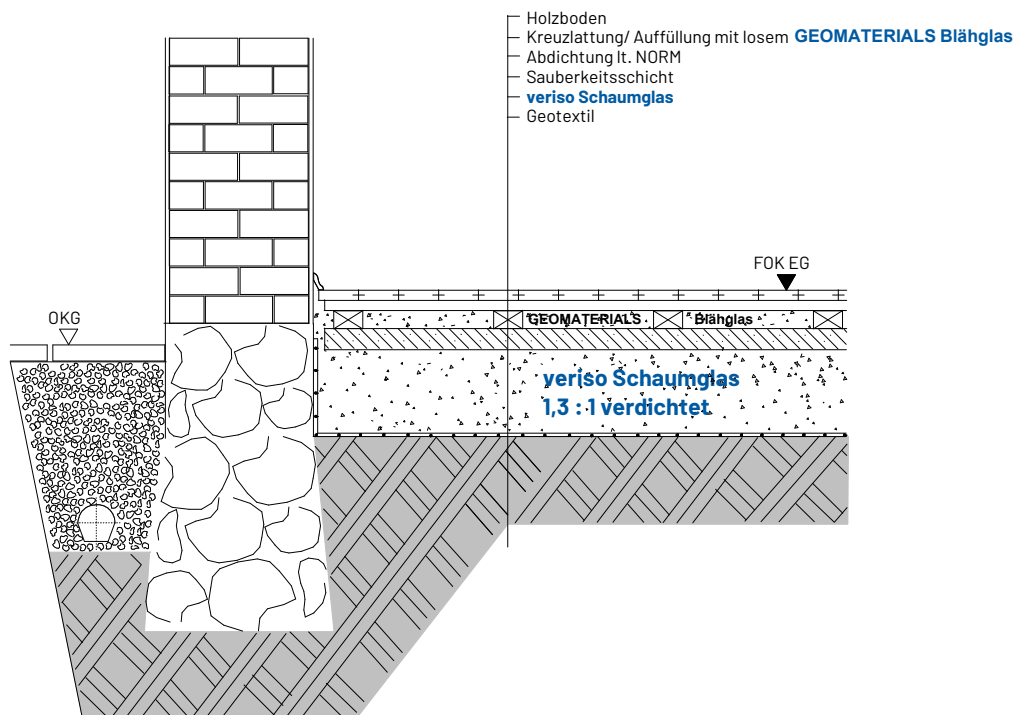 Holzboden
Kreuzlattung/ Auffüllung mit losem GEOMATERIALS Blähglas
Abdichtung lt. NORM
Sauberkeitsschicht
veriso Schaumglas
Geotextil
FOK EG
OKG
GEOMATERIALS Blähglas
veriso Schaumglas
1,3 : 1 verdichtet